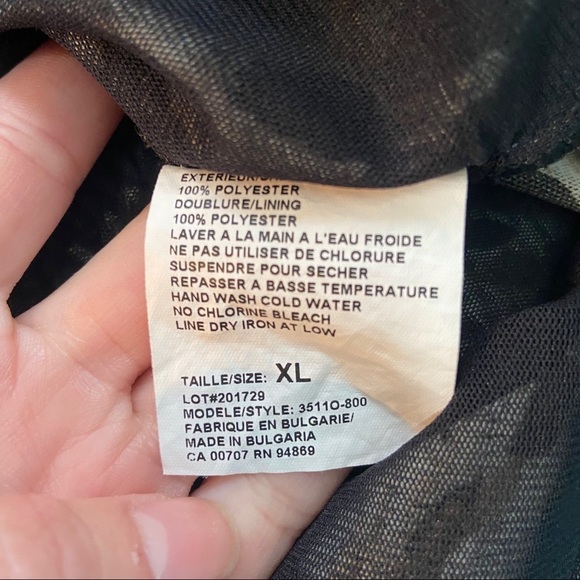 EXTERIEUR/
100% POLYESTER
DOUBLURE/LINING
100% POLYESTER
LAVER A LA MAIN A L'EAU FROIDE
NE PAS UTILISER DE CHLORURE
SUSPENDRE POUR SECHER
REPASSER A BASSE TEMPERATURE
HAND WASH COLD WATER
NO CHLORINE BLEACH
LINE DRY IRON AT LOW
TAILLE/SIZE: XL
LOT#201729
MODELE/STYLE: 3511O-800
FABRIQUE EN BULGARIE/
MADE IN BULGARIA
CA 00707 RN 94869